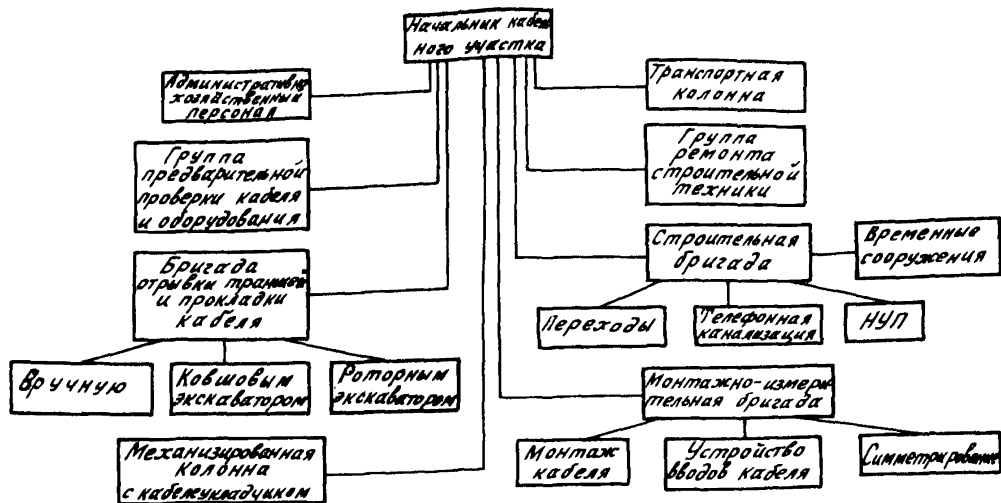 Начальник кабель
ного участка
Административно
хозяйственный
персонал
Группа
предварительной
проверки кабеля
и оборудования
Бригада
отрывки траншей
и прокладки
кабеля
Вручную
Ковшовым
экскаватором
Роторным
экскаватором
Механизированная
колонна
с кабелеукладчиком
Транспортная
колонна
Группа
ремонта
строительной
техники
Строительная
бригада
Временные
сооружения
Переходы
Телефонная
канализация
НУП
Монтажно-измери
тельная бригада
Монтаж
кабеля
Устройство
вводов кабеля
Симметрирование